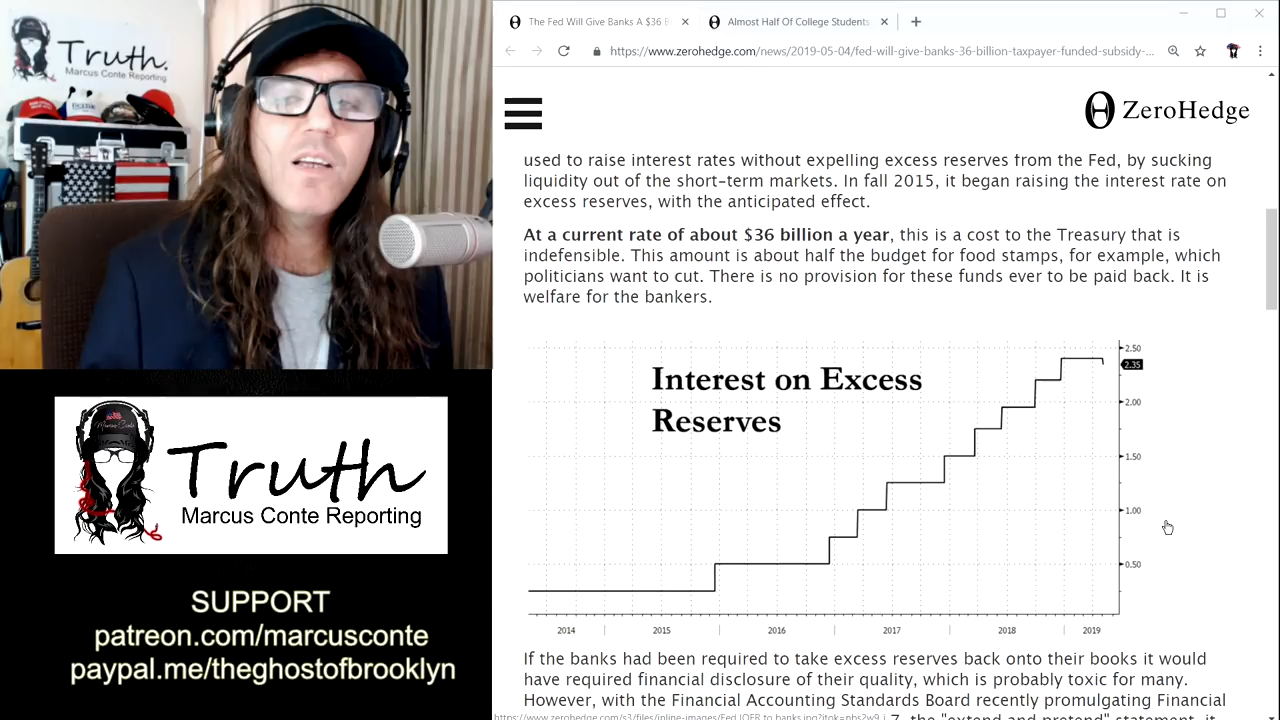 Truth.
Marcus Conte Reporting
Truth
Marcus Conte Reporting
SUPPORT
patreon.com/marcusconte
paypal.me/theghostofbrooklyn
The Fed Will Give Banks A $36 B
Almost Half Of College Students
https://www.zerohedge.com/news/2019-05-04/fed-will-give-banks-36-billion-taxpayer-funded-subsidy-...
ZeroHedge
used to raise interest rates without expelling excess reserves from the Fed, by sucking
liquidity out of the short-term markets. In fall 2015, it began raising the interest rate on
excess reserves, with the anticipated effect.
At a current rate of about $36 billion a year, this is a cost to the Treasury that is
indefensible. This amount is about half the budget for food stamps, for example, which
politicians want to cut. There is no provision for these funds ever to be paid back. It is
welfare for the bankers.
Interest on Excess
Reserves
2.50
2.35
2.00
1.50
1.00
0.50
2014 2015 2016 2017 2018 2019
If the banks had been required to take excess reserves back onto their books it would
have required financial disclosure of their quality, which is probably toxic for many.
However, with the Financial Accounting Standards Board recently promulgating Financial
7, the "extend and pretend" statement, it